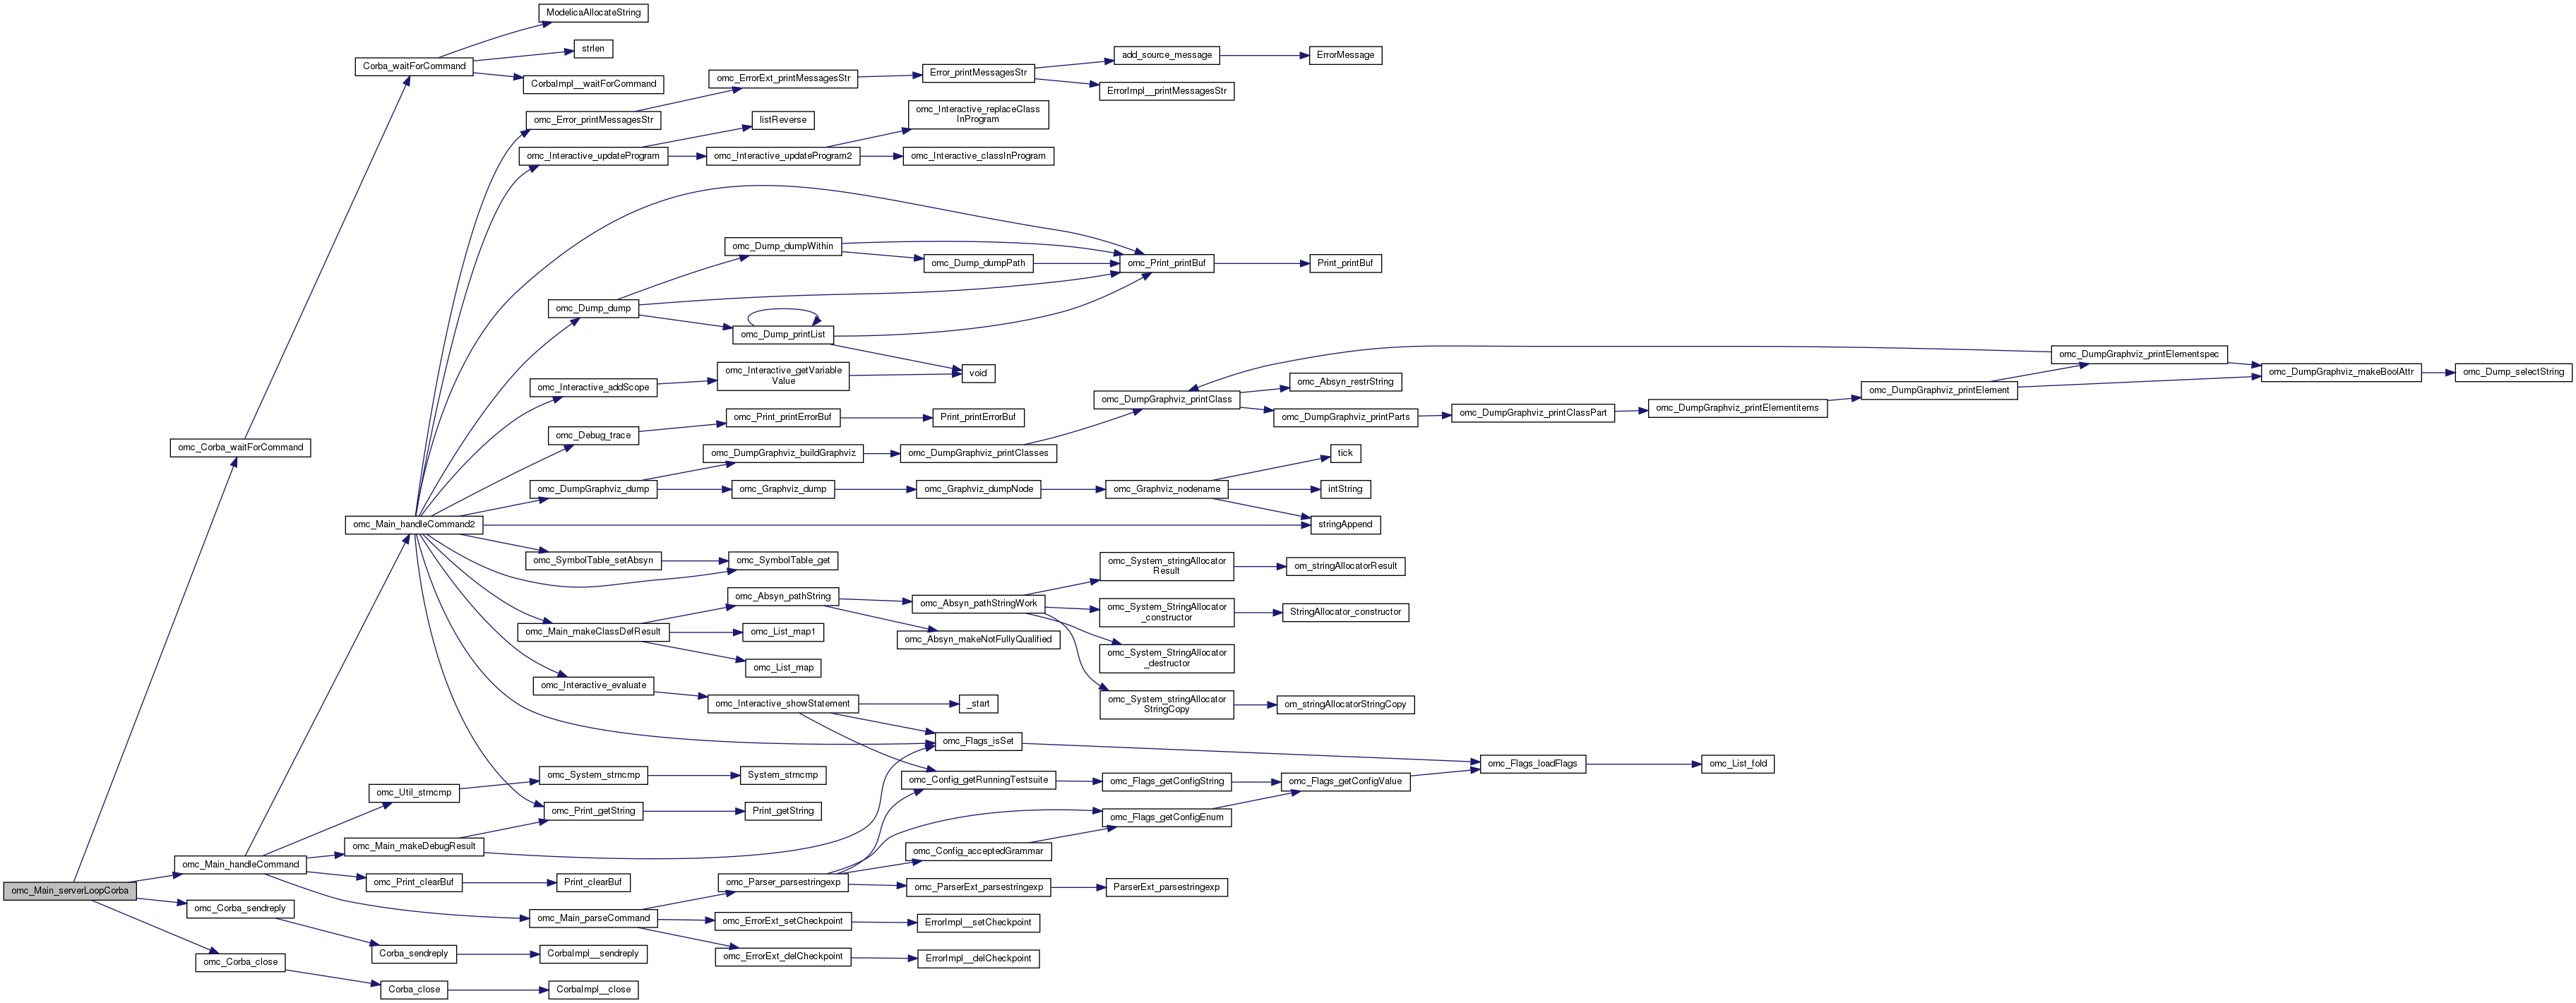 ModelicaAllocateString
strlen
Corba_waitForCommand
CorbaImpl__waitForCommand
add_source_message
ErrorMessage
Error_printMessagesStr
omc_ErrorExt_printMessagesStr
ErrorImpl__printMessagesStr
omc_Error_printMessagesStr
omc_Interactive_replaceClass
InProgram
listReverse
omc_Interactive_updateProgram
omc_Interactive_updateProgram2
omc_Interactive_classInProgram
omc_Dump_dumpWithin
omc_Dump_dumpPath
omc_Print_printBuf
Print_printBuf
omc_Dump_dump
omc_Dump_printList
omc_DumpGraphviz_printElementspec
omc_Interactive_getVariable
Value
void
omc_DumpGraphviz_makeBoolAttr
omc_Dump_selectString
omc_Interactive_addScope
omc_Absyn_restrString
omc_DumpGraphviz_printElement
omc_DumpGraphviz_printClass
omc_DumpGraphviz_printElementitems
omc_DumpGraphviz_printClassPart
omc_DumpGraphviz_printParts
omc_Print_printErrorBuf
Print_printErrorBuf
omc_Debug_trace
omc_Corba_waitForCommand
omc_DumpGraphviz_buildGraphviz
omc_DumpGraphviz_printClasses
tick
omc_DumpGraphviz_dump
omc_Graphviz_dump
omc_Graphviz_dumpNode
omc_Graphviz_nodename
intString
omc_Main_handleCommand2
stringAppend
omc_SymbolTable_setAbsyn
omc_SymbolTable_get
omc_System_stringAllocator
Result
om_stringAllocatorResult
omc_Absyn_pathString
omc_Absyn_pathStringWork
omc_System_StringAllocator
_constructor
StringAllocator_constructor
omc_Main_makeClassDefResult
omc_List_map1
omc_Absyn_makeNotFullyQualified
omc_System_StringAllocator
_destructor
omc_List_map
omc_Interactive_evaluate
omc_Interactive_showStatement
_start
omc_System_stringAllocator
StringCopy
om_stringAllocatorStringCopy
omc_Flags_isSet
omc_Flags_loadFlags
omc_List_fold
omc_System_strncmp
System_strncmp
omc_Config_getRunningTestsuite
omc_Flags_getConfigString
omc_Flags_getConfigValue
omc_Util_strncmp
omc_Print_getString
Print_getString
omc_Flags_getConfigEnum
omc_Main_makeDebugResult
omc_Config_acceptedGrammar
omc_Main_handleCommand
omc_Print_clearBuf
Print_clearBuf
omc_Parser_parsestringexp
omc_ParserExt_parsestringexp
ParserExt_parsestringexp
omc_Main_serverLoopCorba
omc_Corba_sendreply
omc_Main_parseCommand
omc_ErrorExt_setCheckpoint
ErrorImpl__setCheckpoint
Corba_sendreply
CorbaImpl__sendreply
omc_ErrorExt_delCheckpoint
ErrorImpl__delCheckpoint
omc_Corba_close
Corba_close
CorbaImpl__close